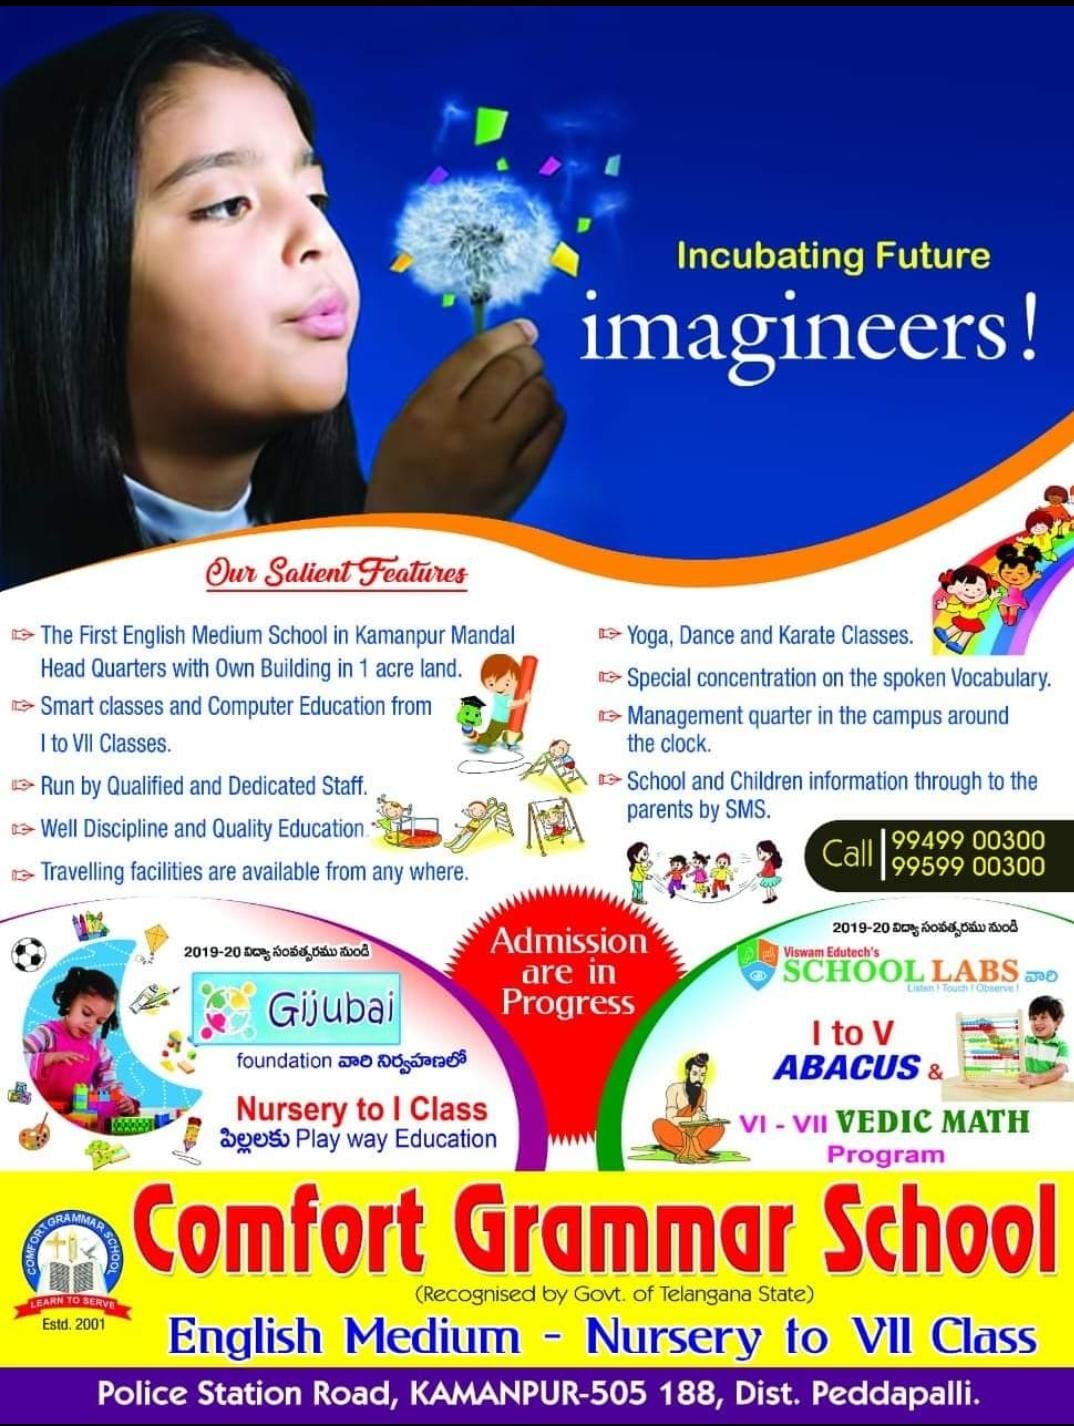 Incubating Future
imagineers!
Our Salient Features
The First English Medium School in Kamanpur Mandal
Head Quarters with Own Building in 1 acre land.
Smart classes and Computer Education from
I to VII Classes.
Run by Qualified and Dedicated Staff.
Well Discipline and Quality Education.
Travelling facilities are available from any where.
Yoga, Dance and Karate Classes.
Special concentration on the spoken Vocabulary.
Management quarter in the campus around
the clock.
School and Children information through to the
parents by SMS.
Call
99499 00300
99599 00300
2019-20 విద్యా సంవత్సరము నుండి
Gijubai
foundation వారి నిర్వహణలో
Nursery to I Class
పిల్లలకు Play way Education
Admission
are in
Progress
2019-20 విద్యా సంవత్సరము నుండి
Viswam Edutech's
SCHOOL LABS వారి
Listen ! Touch ! Observe !
I to V
ABACUS &
VI - VII VEDIC MATH
Program
COMFORT GRAMMAR SCHOOL
LEARN TO SERVE
Estd. 2001
Comfort Grammar School
(Recognised by Govt. of Telangana State)
English Medium - Nursery to VII Class
Police Station Road, KAMANPUR-505 188, Dist. Peddapalli.